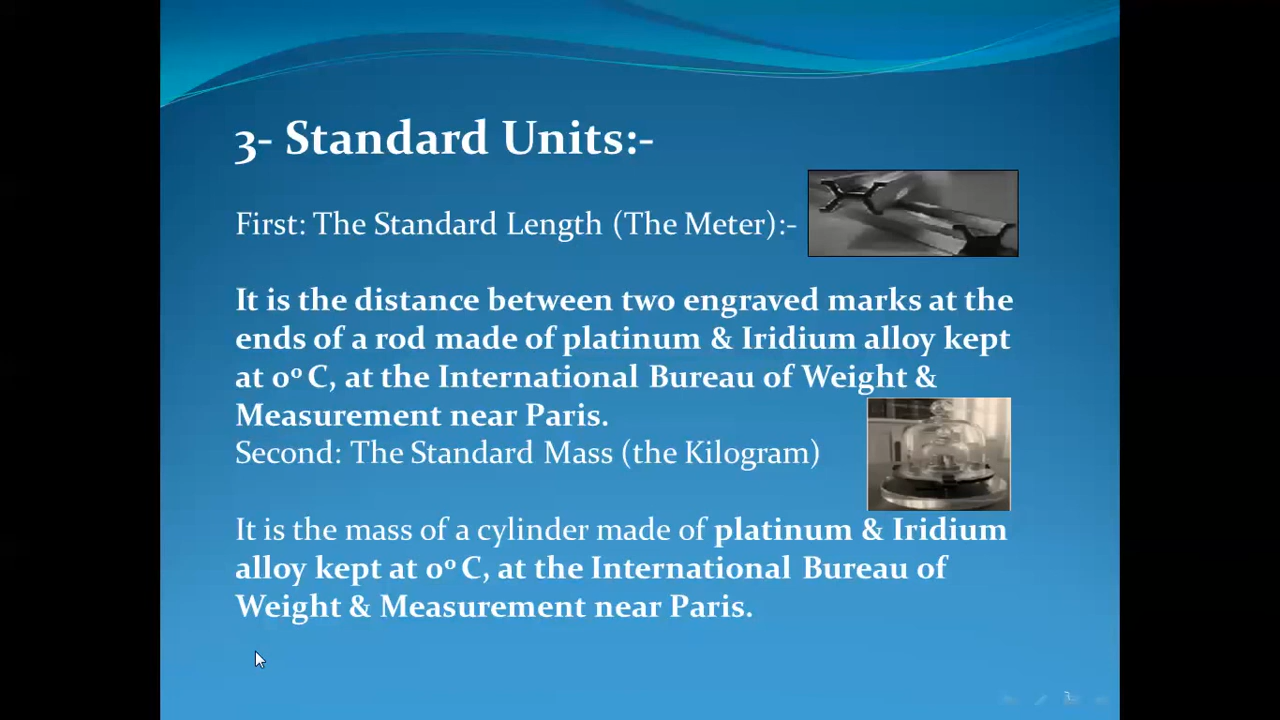 3- Standard Units:-
First: The Standard Length (The Meter):-
It is the distance between two engraved marks at the
ends of a rod made of platinum & Iridium alloy kept
at 0º C, at the International Bureau of Weight &
Measurement near Paris.
Second: The Standard Mass (the Kilogram)
It is the mass of a cylinder made of platinum & Iridium
alloy kept at 0º C, at the International Bureau of
Weight & Measurement near Paris.